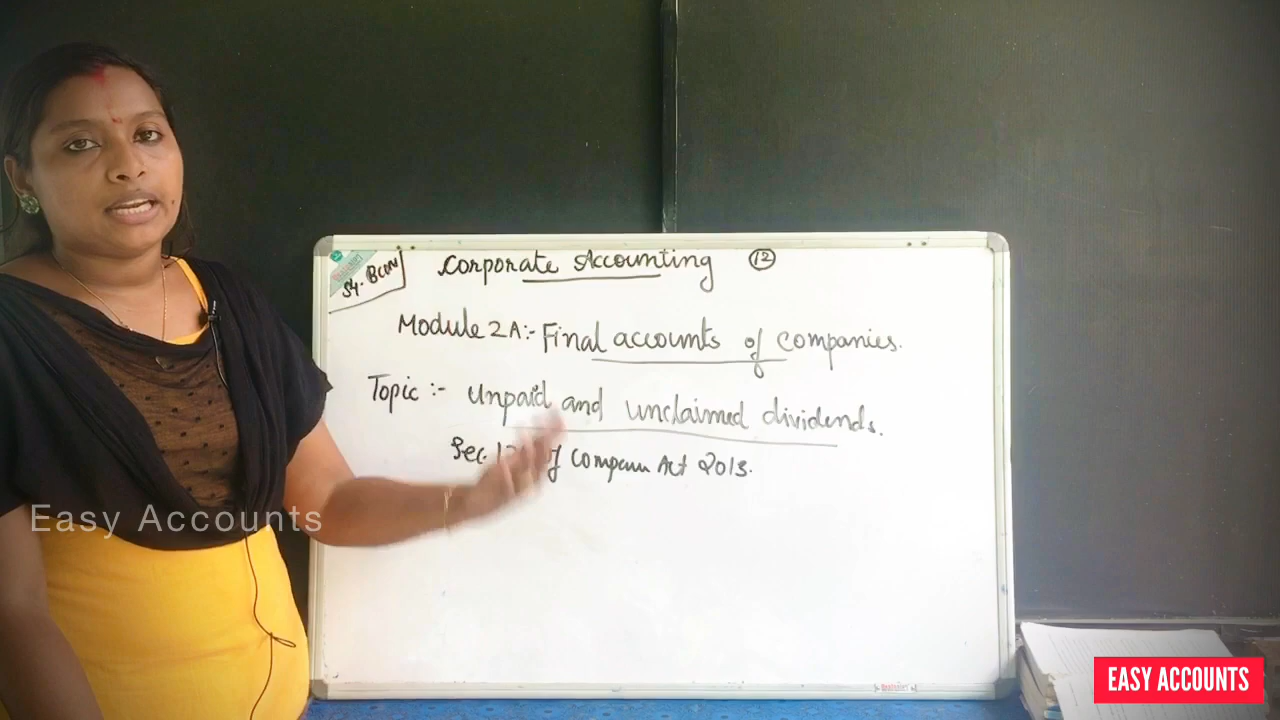 S4. Bcom
Corporate Accounting 12
Module 2A:- Final accounts of companies.
Topic :- Unpaid and unclaimed dividends.
Sec. of Act 2013.
Easy Accounts
EASY ACCOUNTS